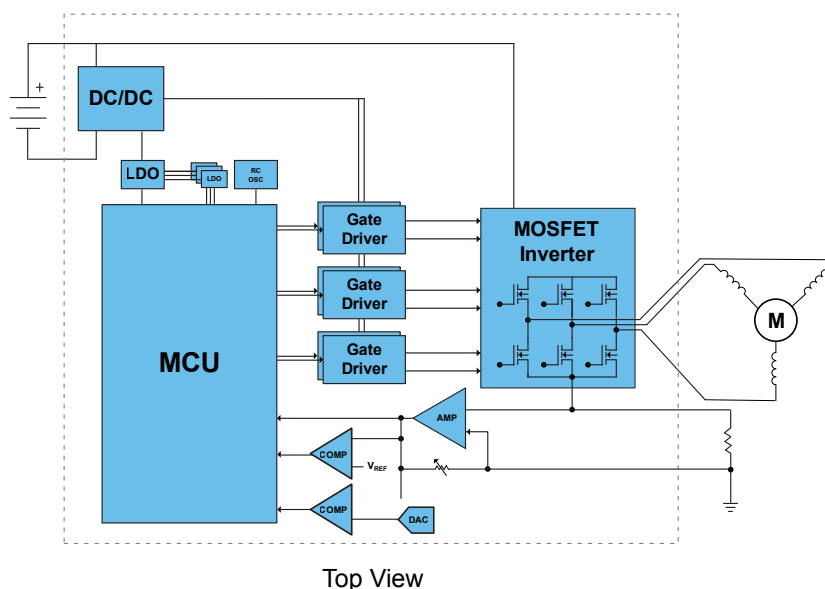 +
DC/DC
LDO
LDO
RC
OSC
Gate
Driver
MOSFET
Inverter
Gate
Driver
M
MCU
Gate
Driver
AMP
COMP
VREF
COMP
DAC
Top View